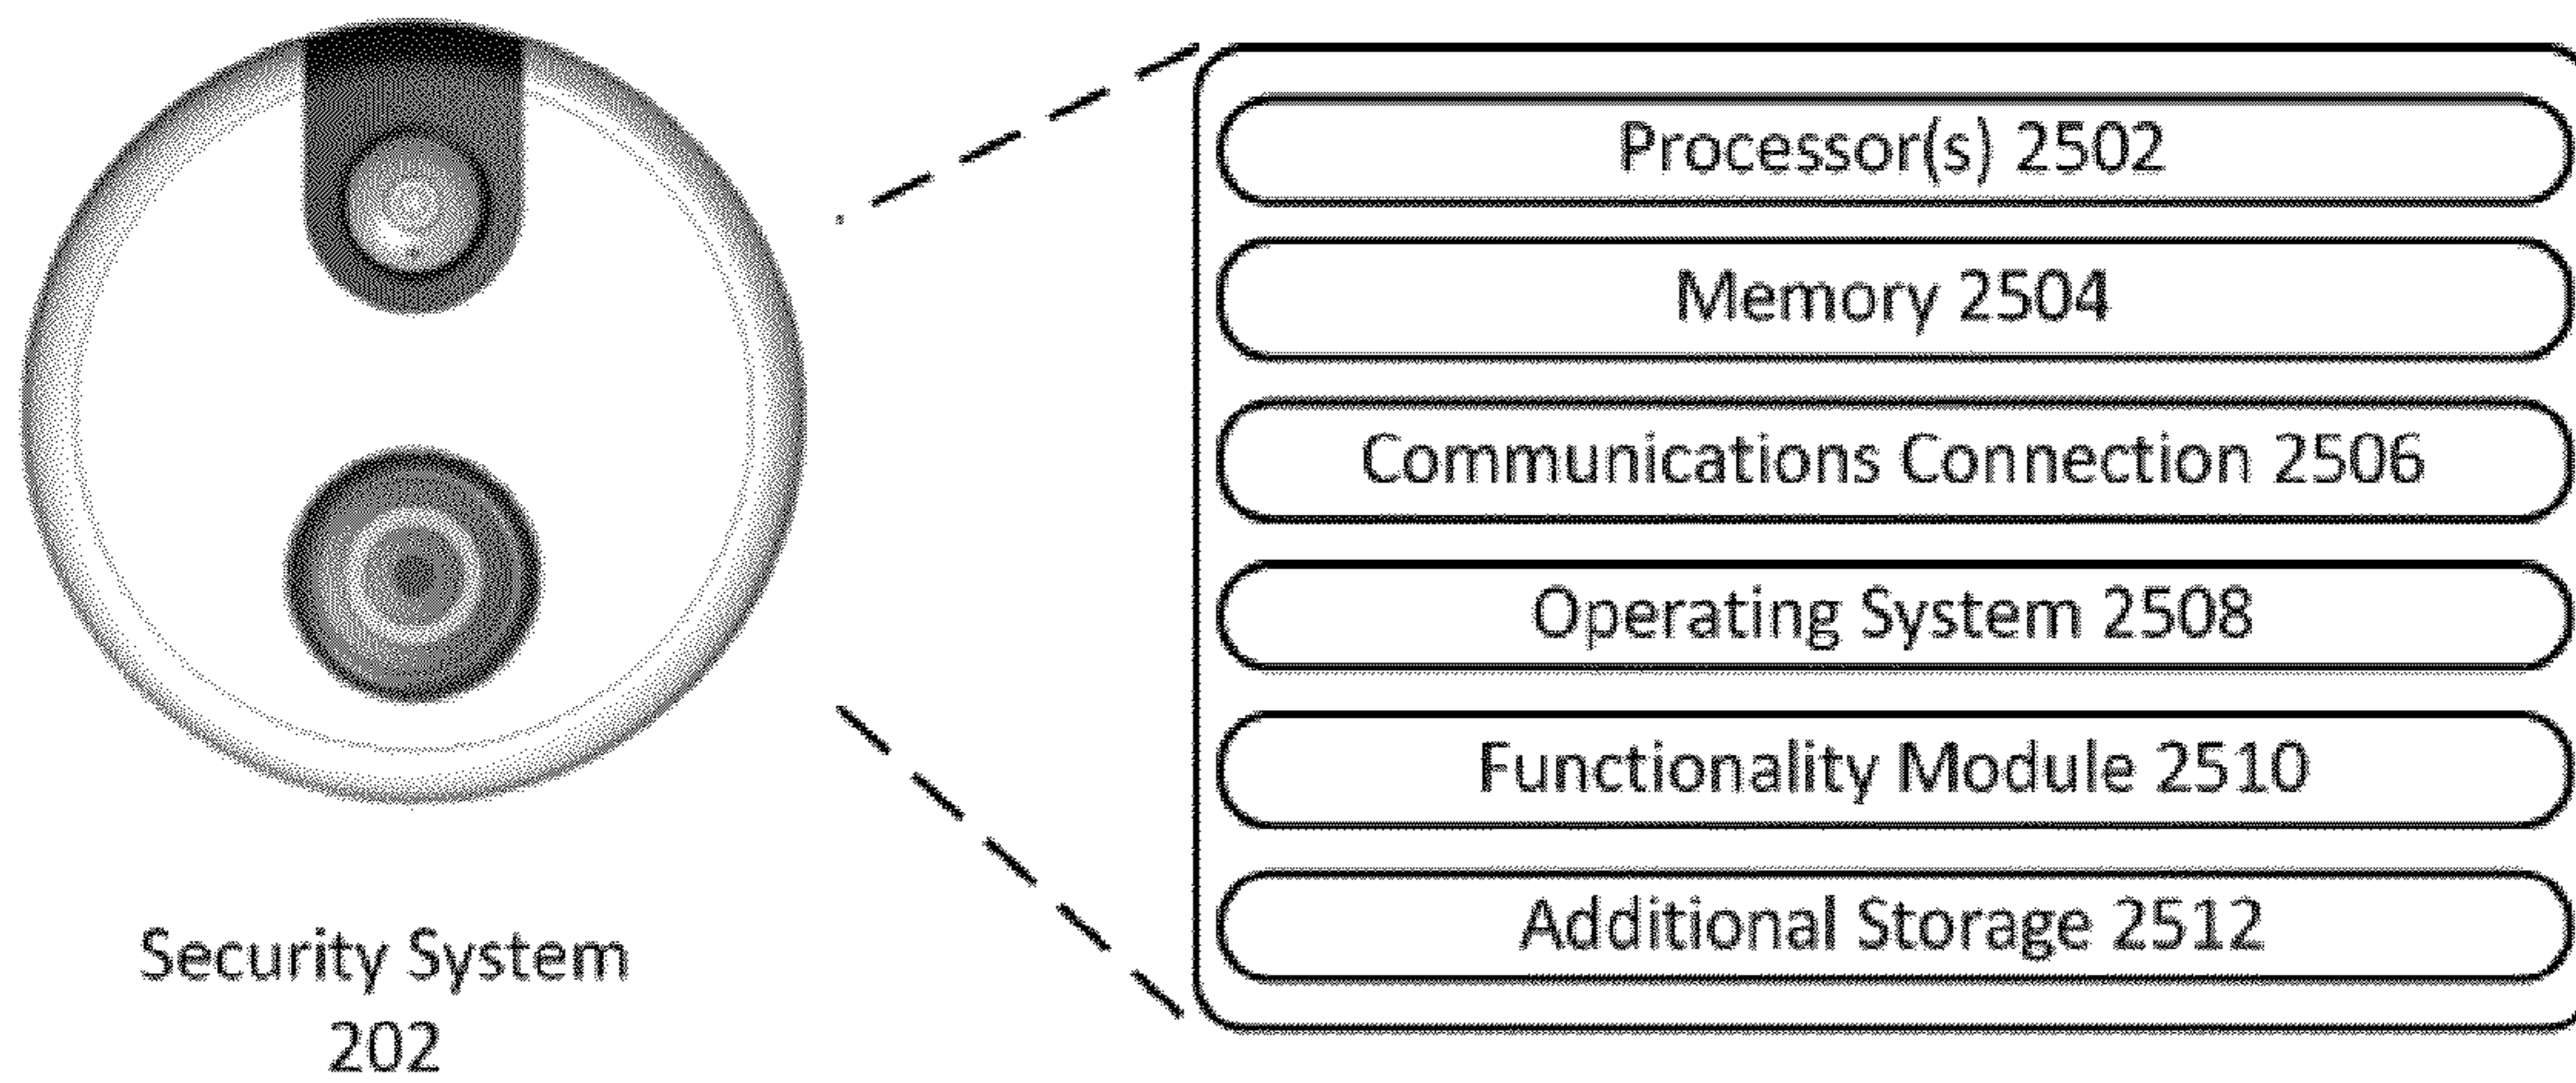 Processor(s) 2502
Memory 2504
Communications Connection 2506
Operating System 2508
Functionality Module 2510
Additional Storage 2512
Security System
202